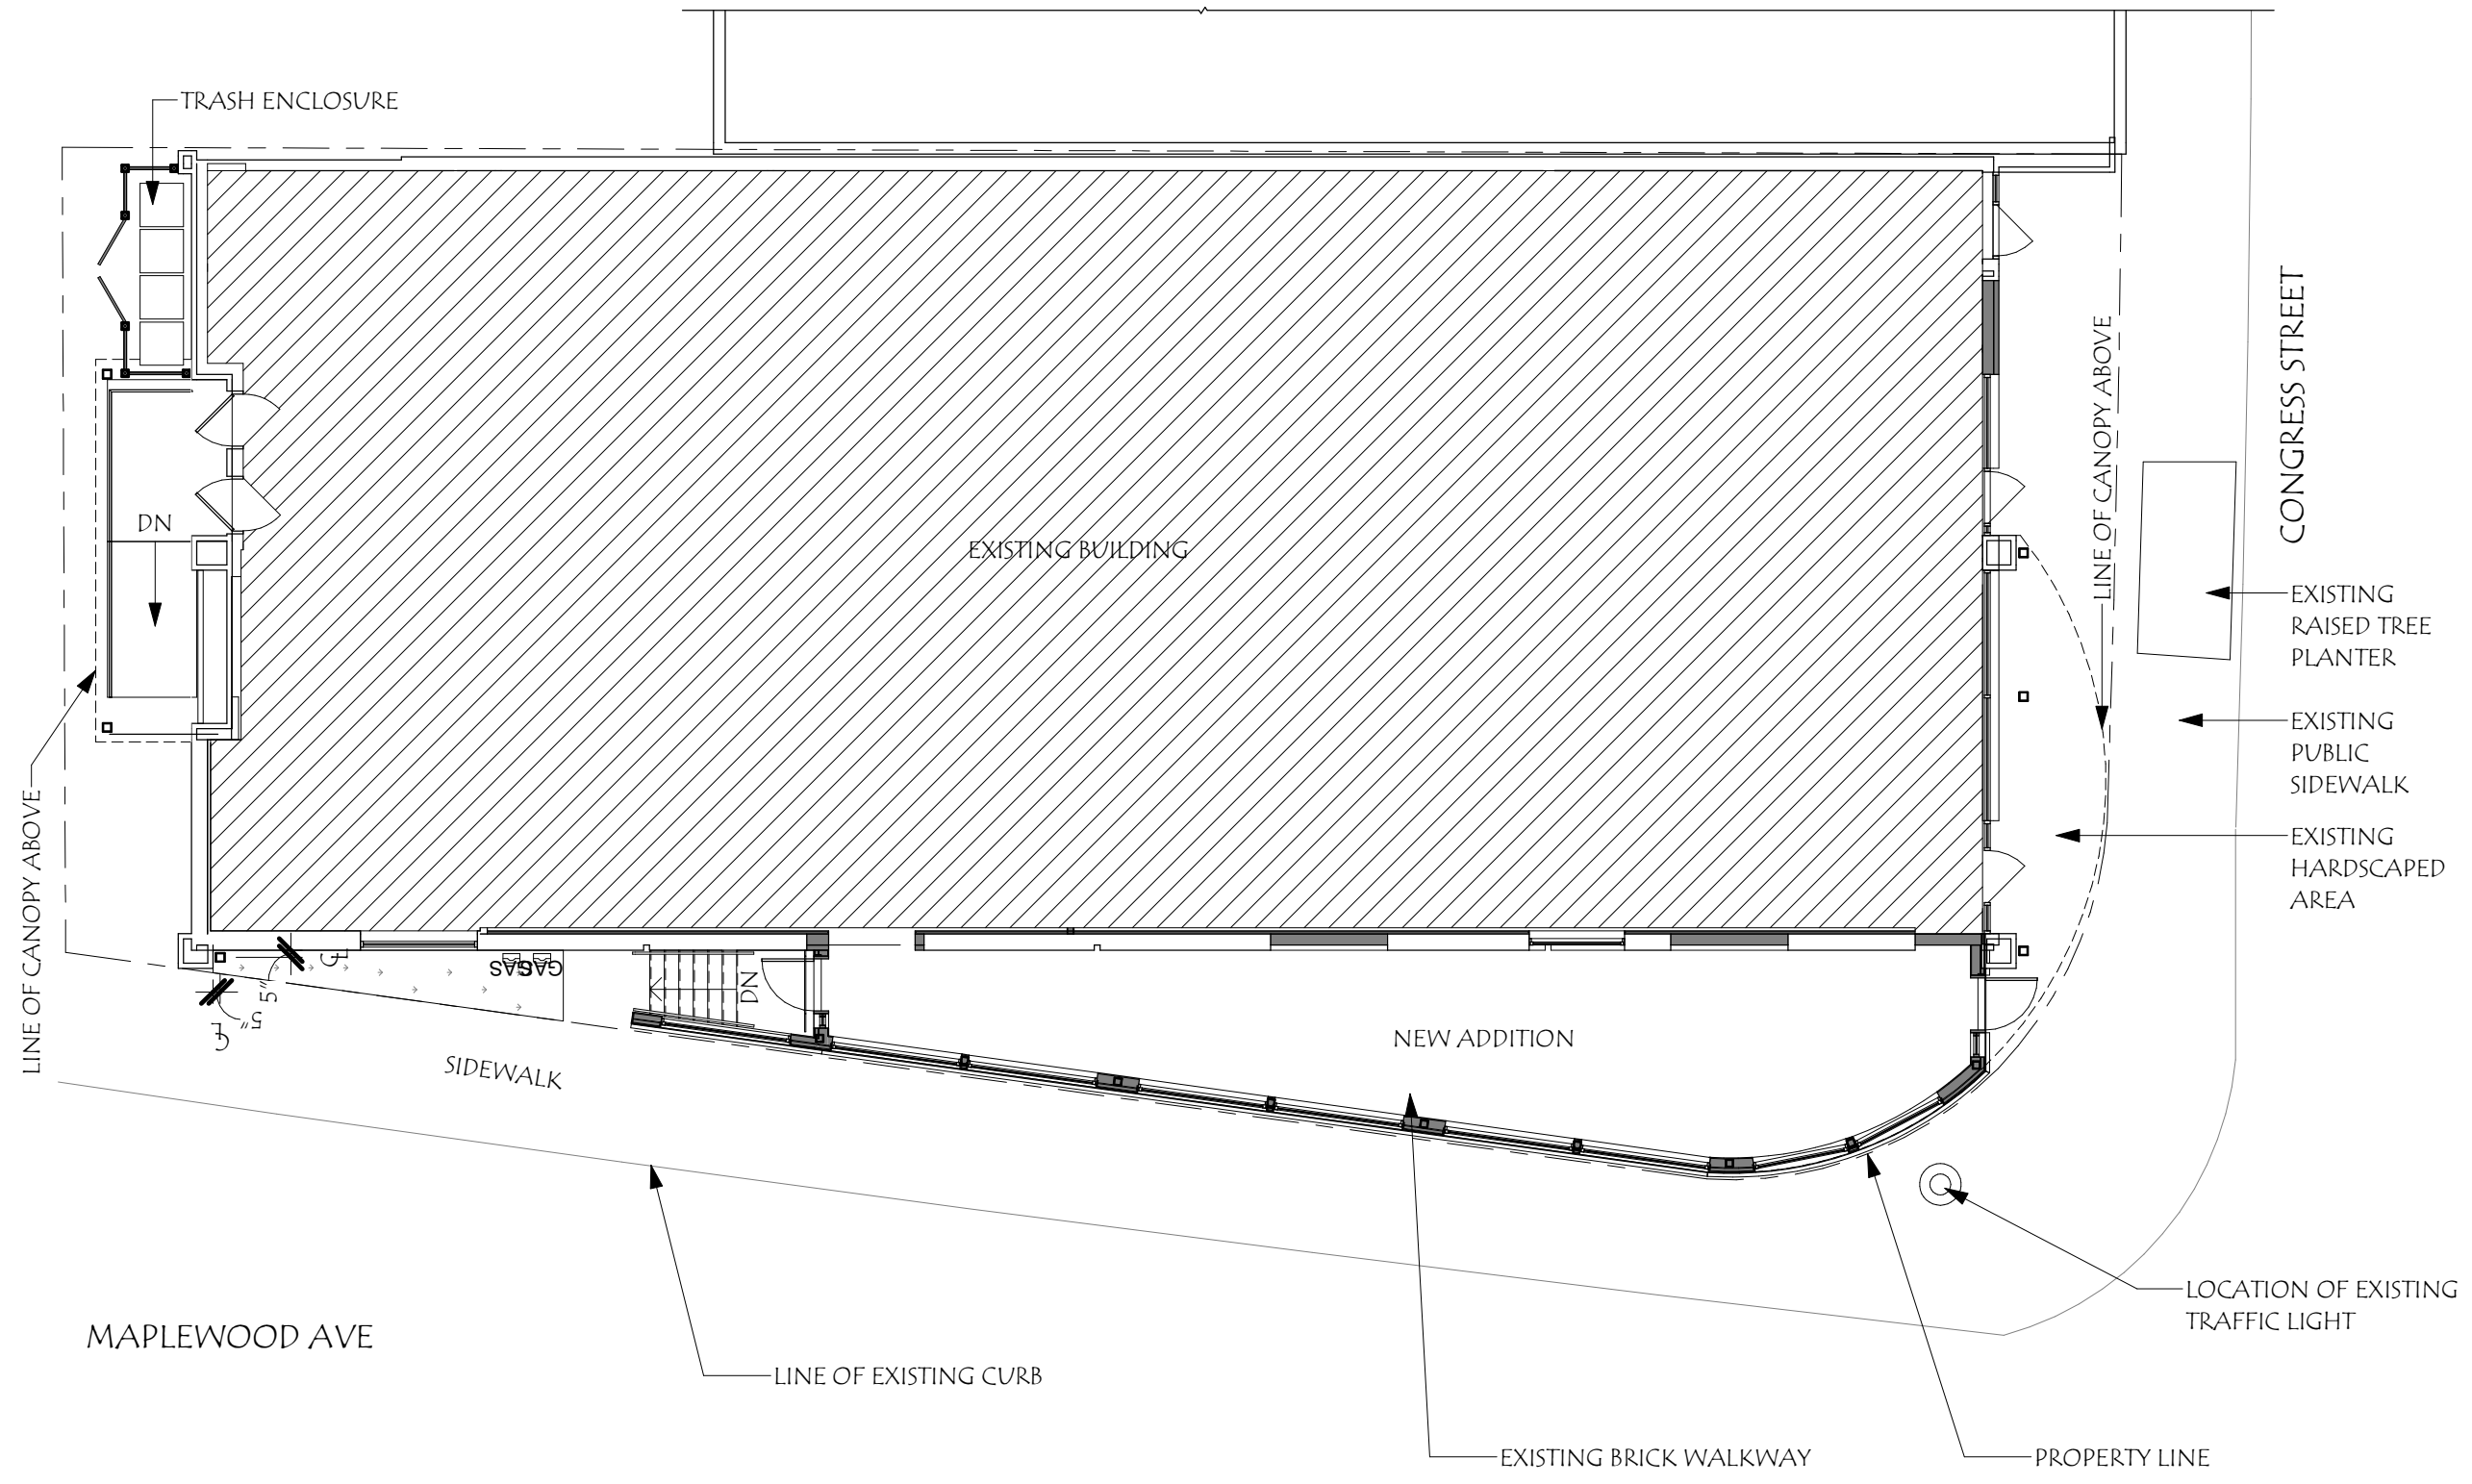 TRASH ENCLOSURE
CONGRESS STREET
LINE OF CANOPY ABOVE
DN
EXISTING BUILDING
EXISTING
RAISED TREE
PLANTER
EXISTING
PUBLIC
SIDEWALK
EXISTING
HARDSCAPED
AREA
LINE OF CANOPY ABOVE
GAS
GAS
DN
5"
5"
NEW ADDITION
SIDEWALK
LOCATION OF EXISTING
TRAFFIC LIGHT
MAPLEWOOD AVE
LINE OF EXISTING CURB
EXISTING BRICK WALKWAY
PROPERTY LINE